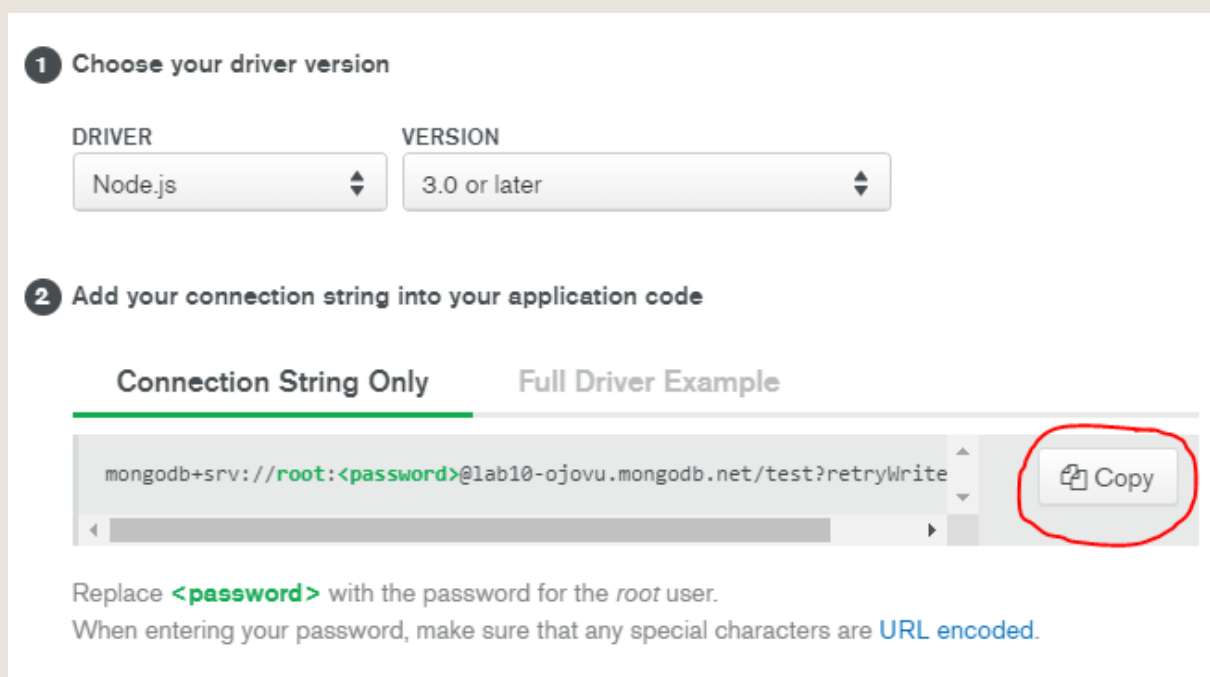 1 Choose your driver version
DRIVER VERSION
Node.js 3.0 or later
2 Add your connection string into your application code
Connection String Only Full Driver Example
mongodb+srv://root:<password>@lab10-ojovu.mongodb.net/test?retryWrite
Copy
Replace <password> with the password for the root user.
When entering your password, make sure that any special characters are URL encoded.